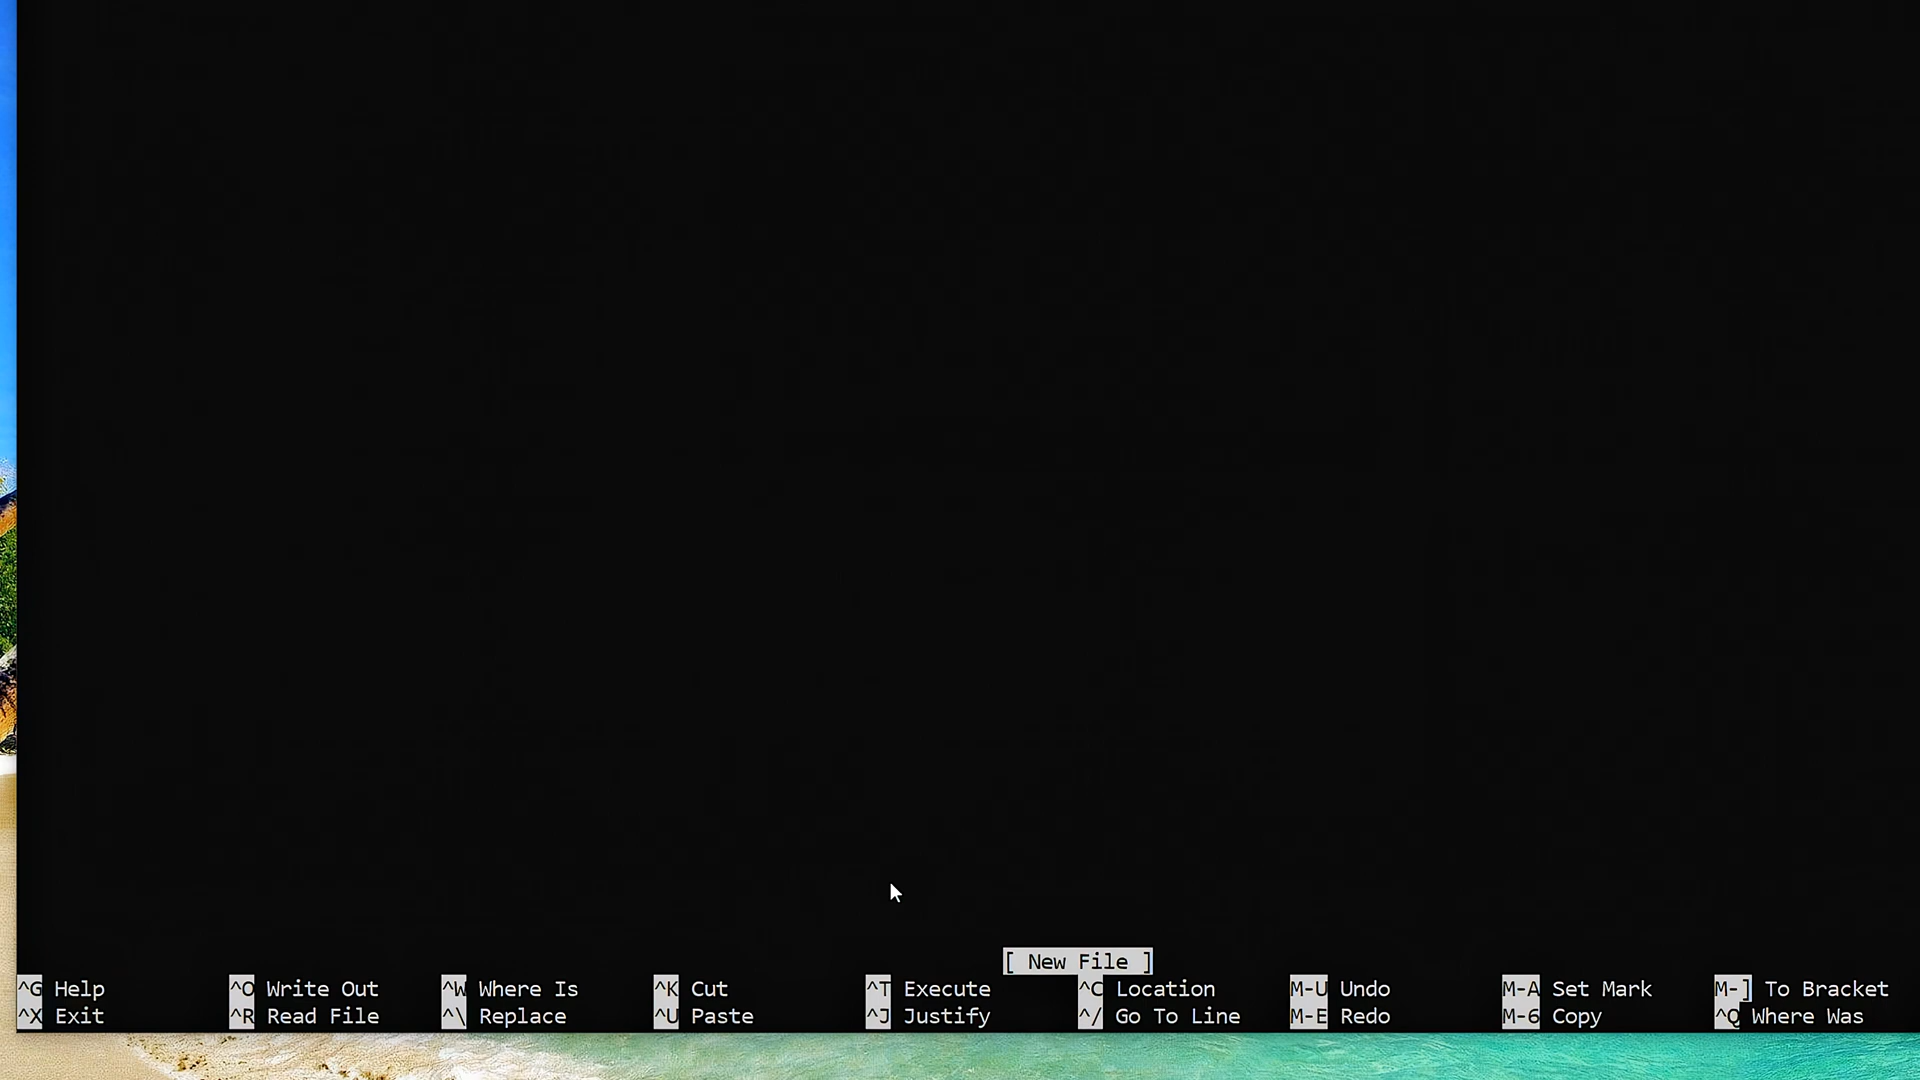 [ New File ]
^G Help ^O Write Out ^W Where Is ^K Cut ^T Execute ^C Location M-U Undo M-A Set Mark M-] To Bracket
^X Exit ^R Read File ^\ Replace ^U Paste ^J Justify ^/ Go To Line M-E Redo M-6 Copy ^Q Where Was